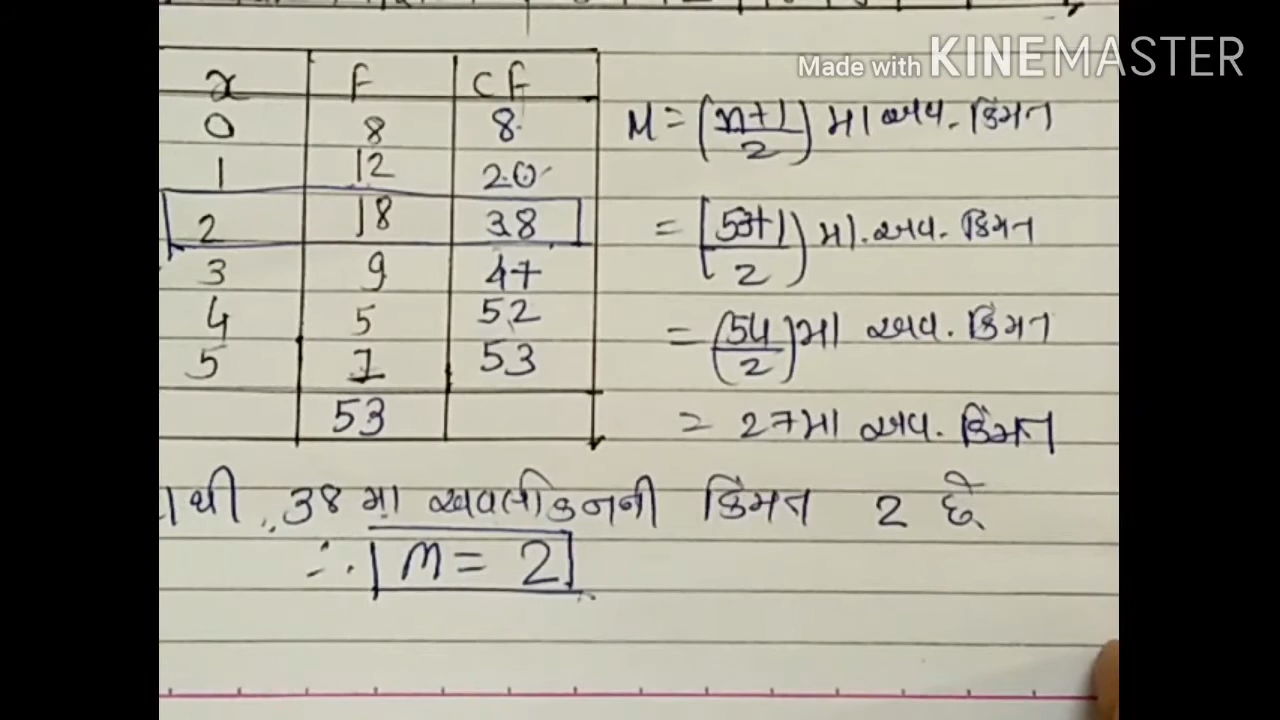 Made with KINEMASTER
x F CF
0 8 8
1 12 20
2 18 38
3 9 47
4 5 52
5 1 53
53
M = (n+1/2) મા અવ. કિંમત
= (53+1/2) મા. અવ. કિંમત
= (54/2) મા અવ. કિંમત
= 27મા અવ. કિંમત
થી 38 મા અવલોકનની કિંમત 2 છે
∴ M = 2